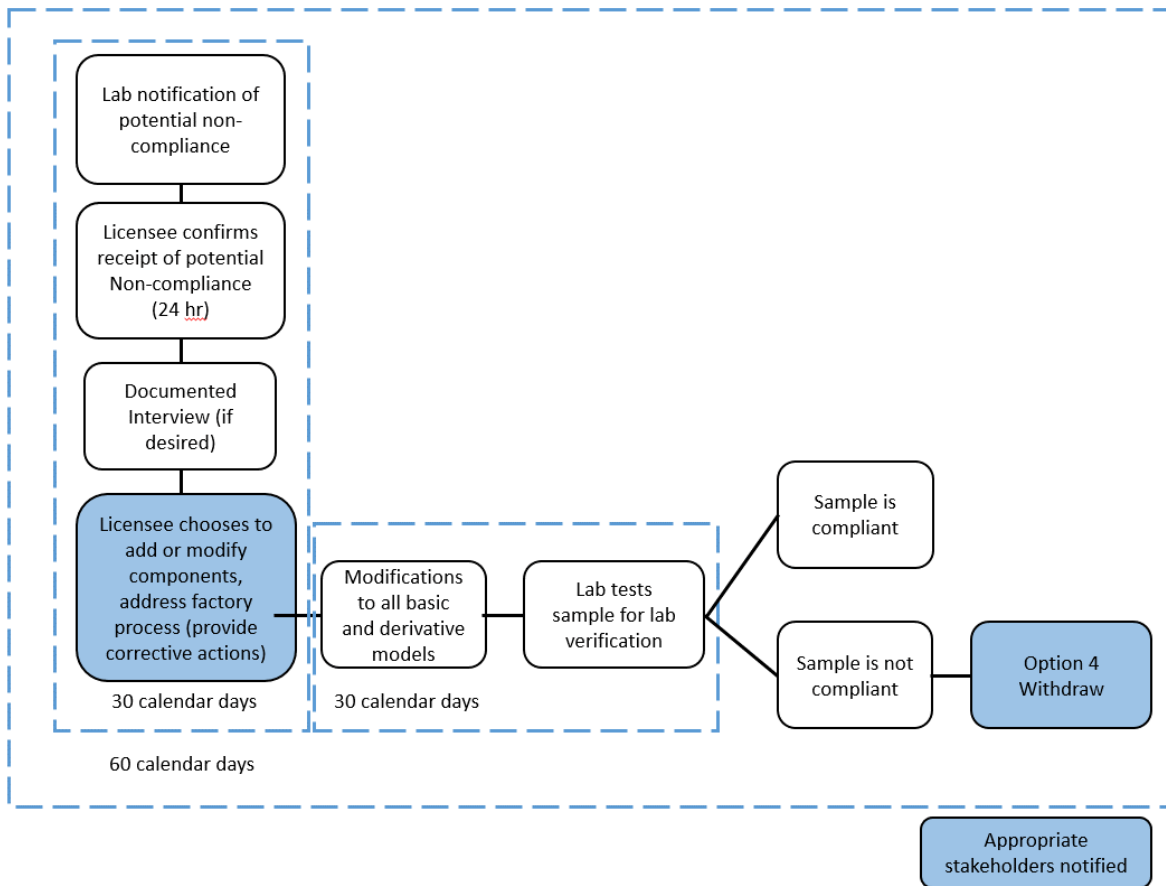 Lab notification of
potential non-
compliance
Licensee confirms
receipt of potential
Non-compliance
(24 hr)
Documented
Interview (if
desired)
Licensee chooses to
add or modify
components,
address factory
process (provide
corrective actions)
30 calendar days
Modifications
to all basic
and derivative
models
Lab tests
sample for lab
verification
30 calendar days
Sample is
compliant
Sample is not
compliant
Option 4
Withdraw
60 calendar days
Appropriate
stakeholders notified